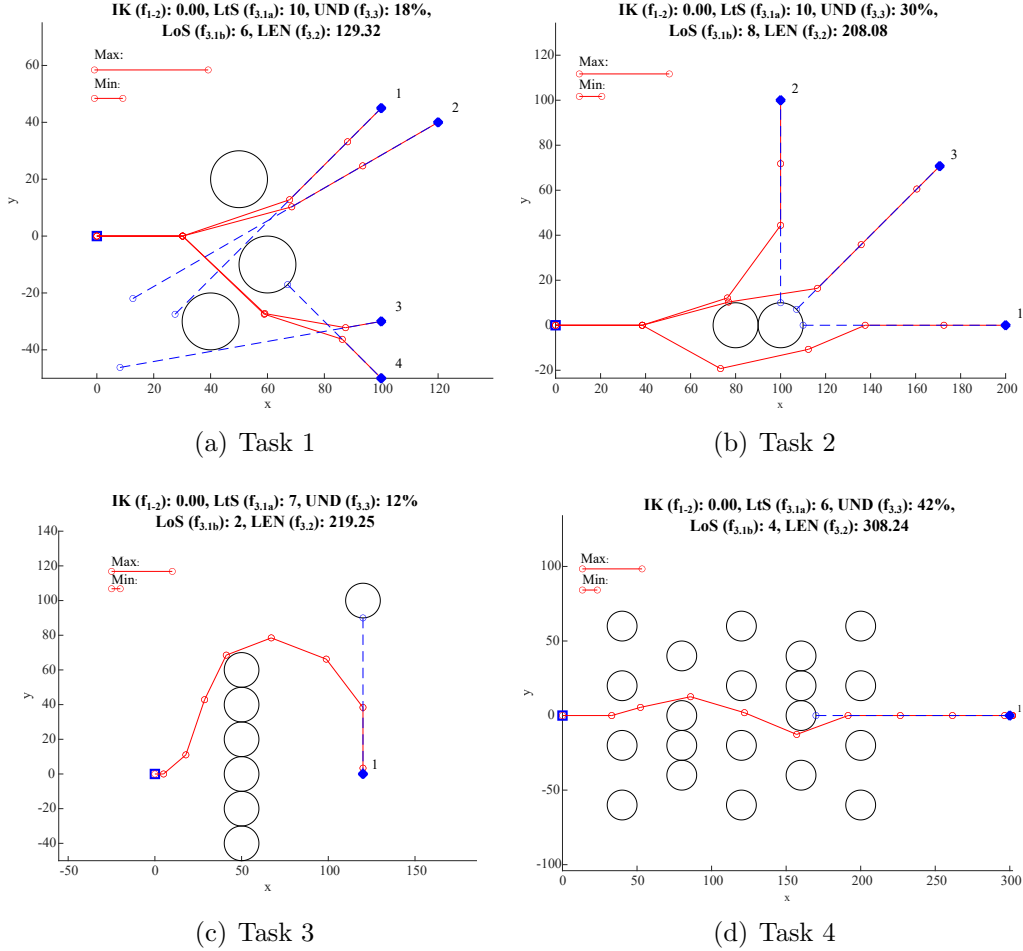 IK (f1-2): 0.00, LtS (f3.1a): 10, UND (f3.3): 18%,
LoS (f3.1b): 6, LEN (f3.2): 129.32
Max:
Min:
60
40
20
0
-20
-40
y
0
20
40
60
80
100
120
x
1
2
3
4
(a) Task 1
IK (f1-2): 0.00, LtS (f3.1a): 10, UND (f3.3): 30%,
LoS (f3.1b): 8, LEN (f3.2): 208.08
Max:
Min:
120
100
80
60
40
20
0
-20
y
0
20
40
60
80
100
120
140
160
180
200
x
2
3
1
(b) Task 2
IK (f1-2): 0.00, LtS (f3.1a): 7, UND (f3.3): 12%
LoS (f3.1b): 2, LEN (f3.2): 219.25
Max:
Min:
140
120
100
80
60
40
20
0
-20
-40
y
-50
0
50
100
150
x
1
(c) Task 3
IK (f1-2): 0.00, LtS (f3.1a): 6, UND (f3.3): 42%,
LoS (f3.1b): 4, LEN (f3.2): 308.24
Max:
Min:
100
50
0
-50
-100
y
0
50
100
150
200
250
300
x
1
(d) Task 4